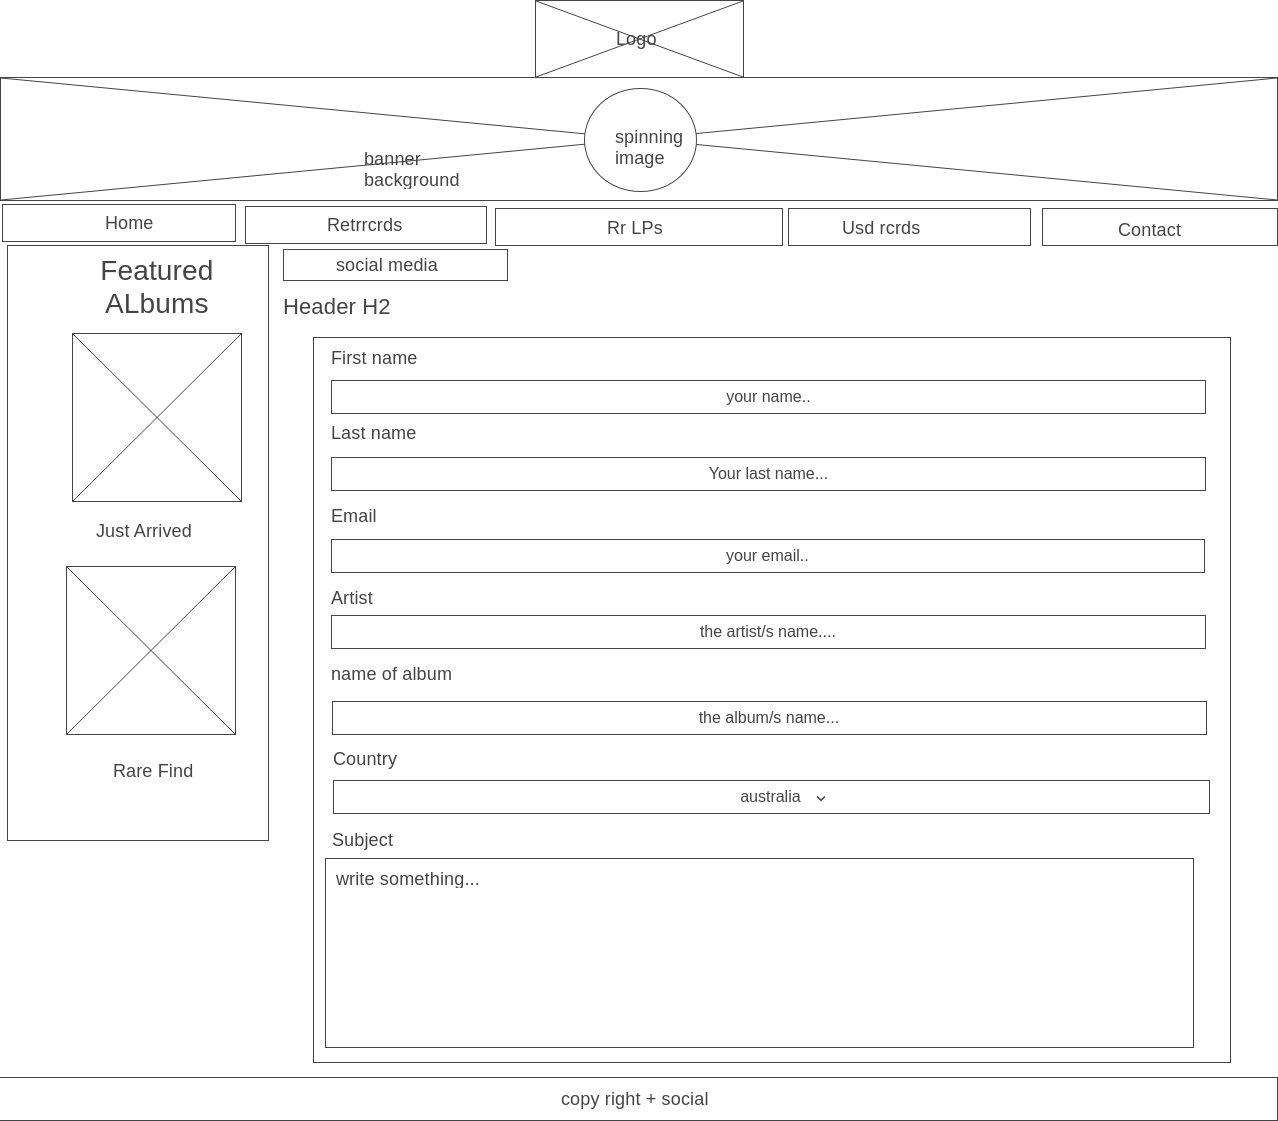 Logo
spinning
image
banner
background
Home
Retrrcrds
Rr LPs
Usd rcrds
Contact
Featured
ALbums
Just Arrived
Rare Find
social media
Header H2
First name
your name..
Last name
Your last name...
Email
your email..
Artist
the artist/s name....
name of album
the album/s name...
Country
australia
Subject
write something...
copy right + social